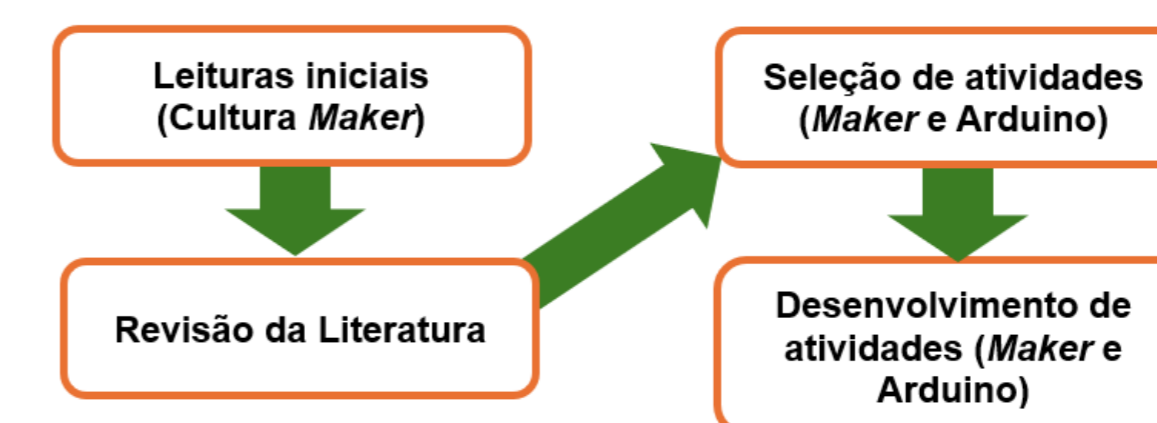 Leituras iniciais
(Cultura Maker)
Revisão da Literatura
Seleção de atividades
(Maker e Arduino)
Desenvolvimento de
atividades (Maker e
Arduino)